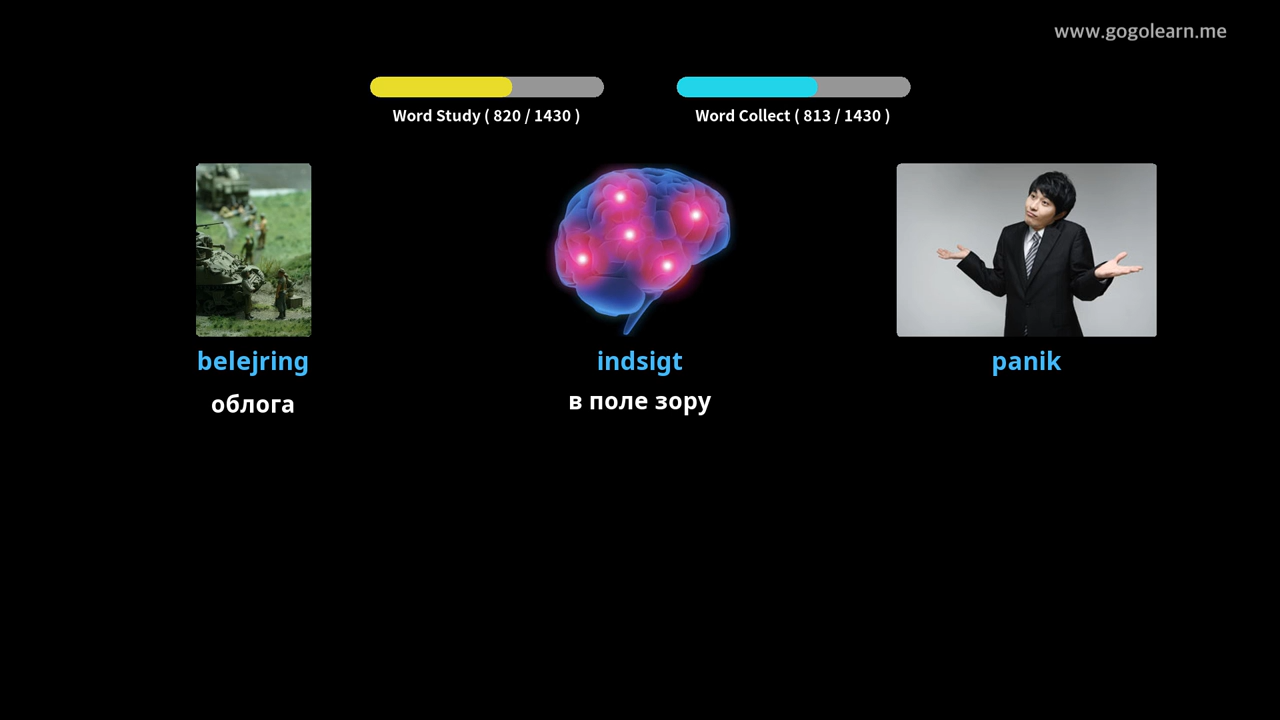 www.gogolearn.me
Word Study ( 820 / 1430 )
Word Collect ( 813 / 1430 )
belejring
indsigt
panik
облога
в поле зору